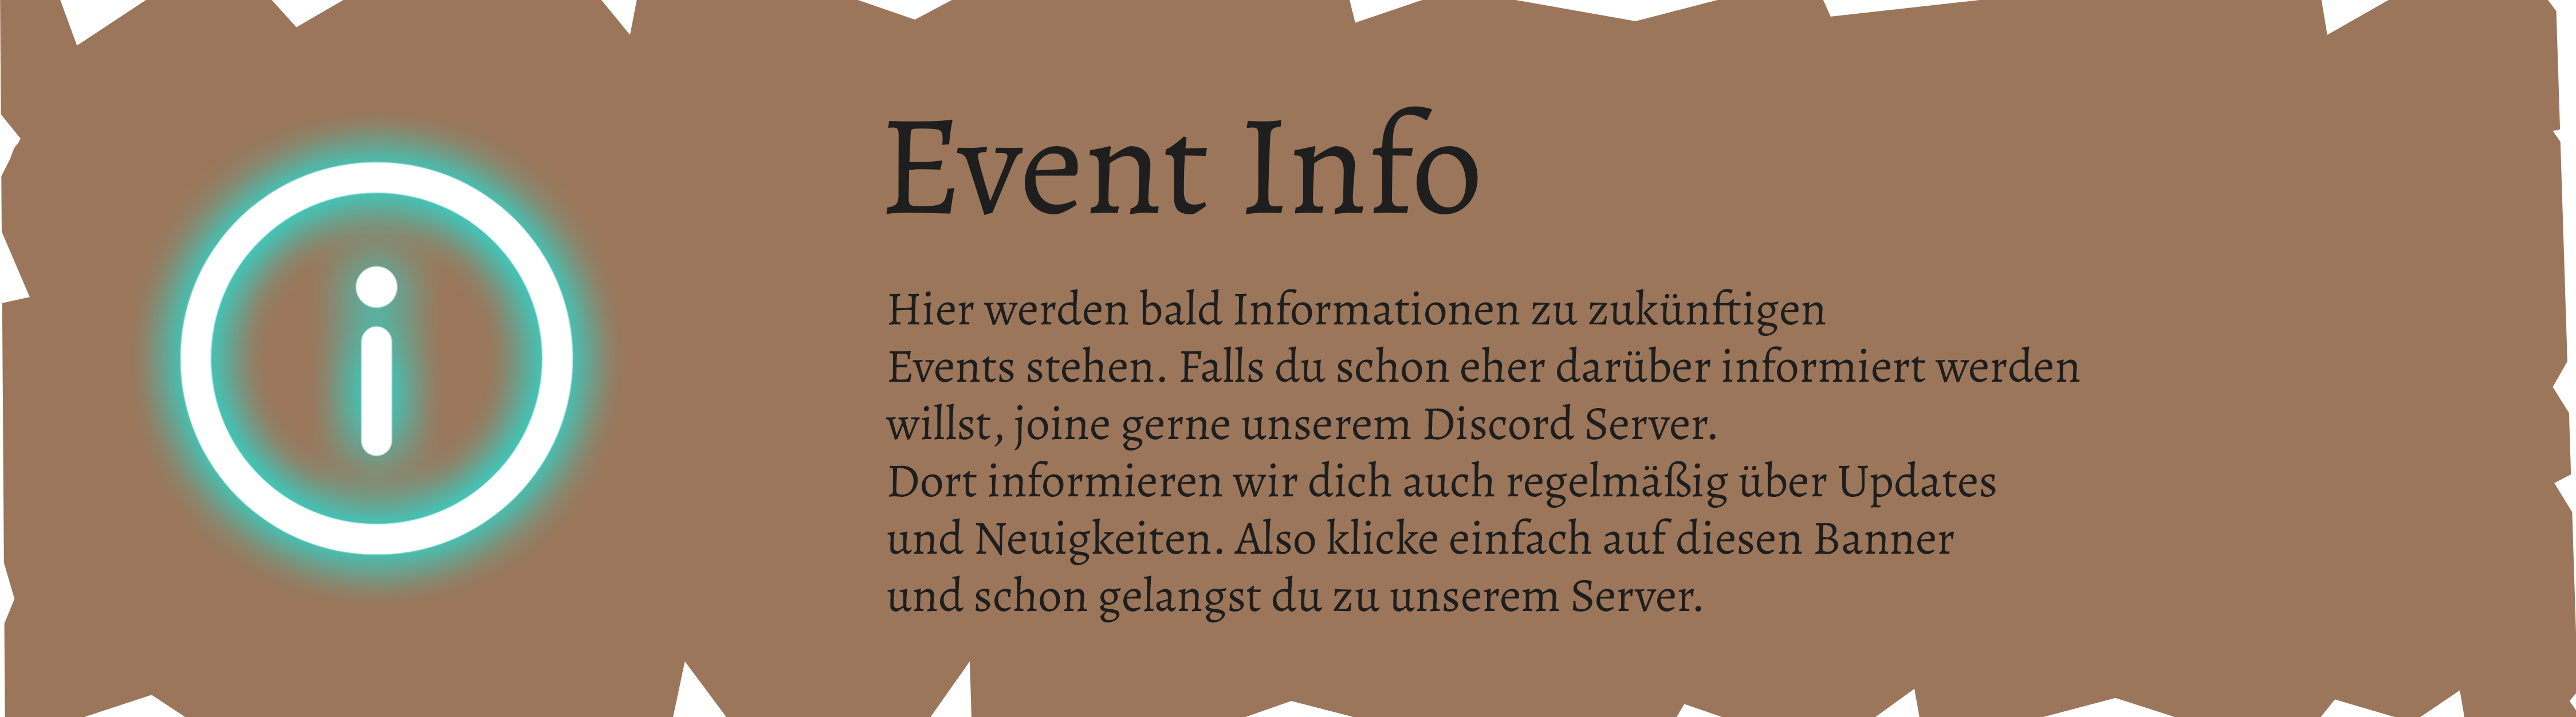 Event Info
Hier werden bald Informationen zu zukünftigen
Events stehen. Falls du schon eher darüber informiert werden
willst, joine gerne unserem Discord Server.
Dort informieren wir dich auch regelmäßig über Updates
und Neuigkeiten. Also klicke einfach auf diesen Banner
und schon gelangst du zu unserem Server.